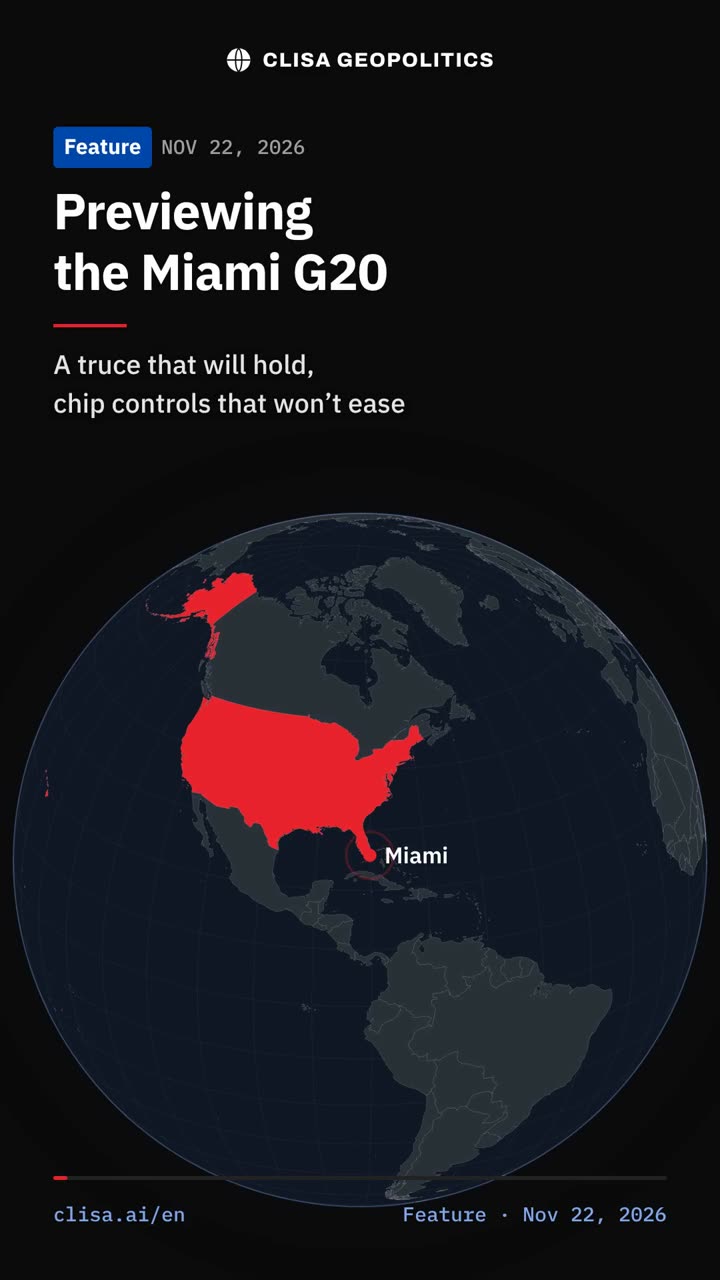 CLISA GEOPOLITICS
Feature NOV 22, 2026
Previewing
the Miami G20
A truce that will hold,
chip controls that won’t ease
Miami
clisa.ai/en
Feature · Nov 22, 2026